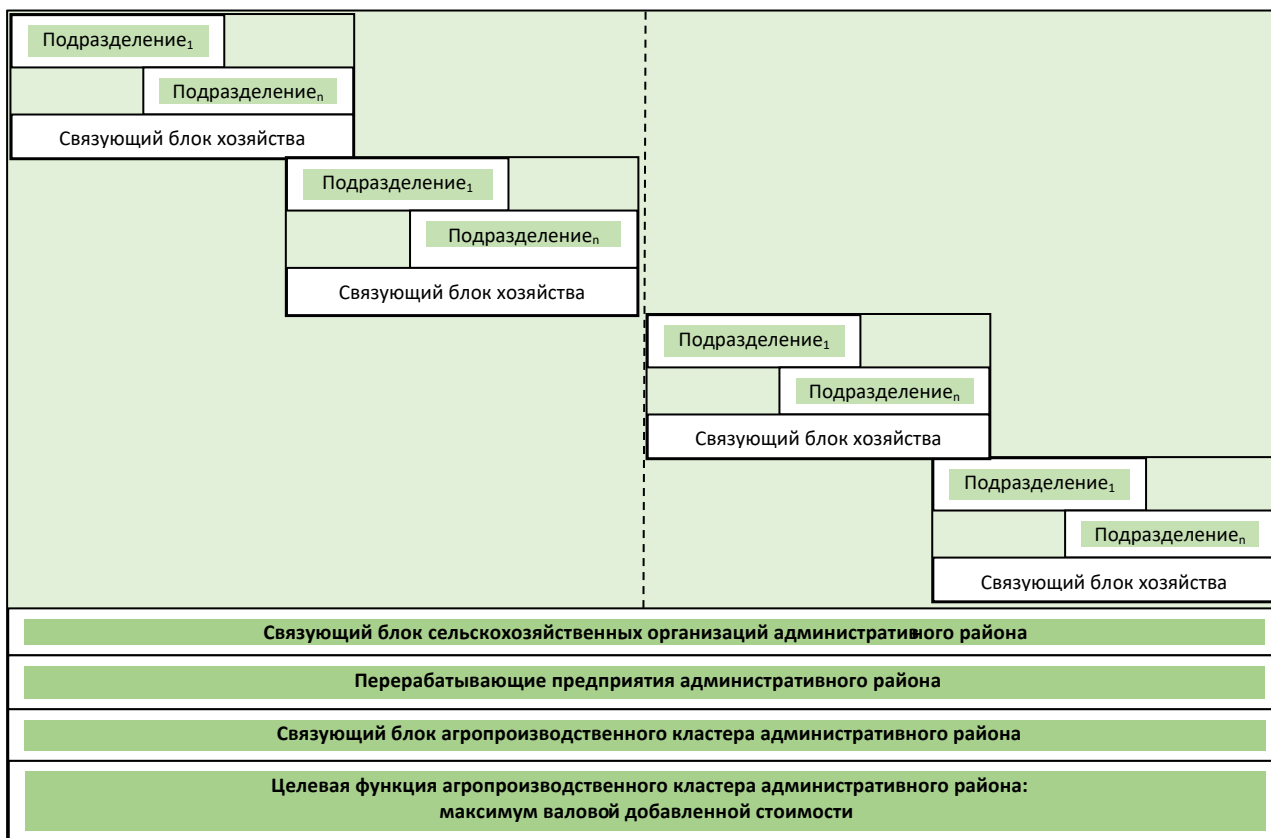 Подразделение₁
Подразделениеₙ
Связующий блок хозяйства
Подразделение₁
Подразделениеₙ
Связующий блок хозяйства
Подразделение₁
Подразделениеₙ
Связующий блок хозяйства
Подразделение₁
Подразделениеₙ
Связующий блок хозяйства
Связующий блок сельскохозяйственных организаций административного района
Перерабатывающие предприятия административного района
Связующий блок агропроизводственного кластера административного района
Целевая функция агропроизводственного кластера административного района:
максимум валовой добавленной стоимости